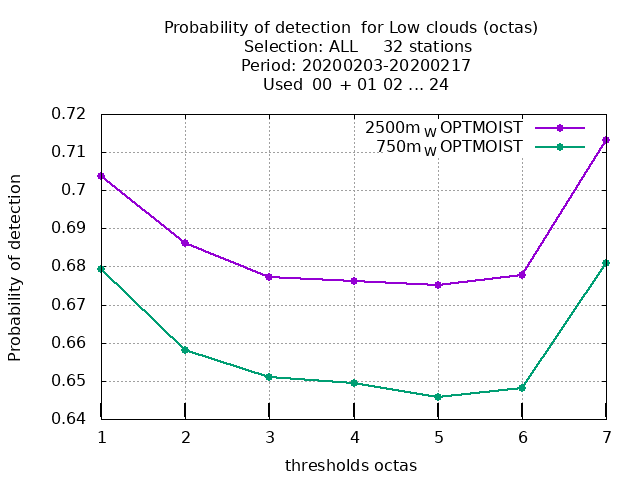 Probability of detection  for Low clouds (octas)
Selection: ALL     32 stations
Period: 20200203-20200217
Used  00 + 01 02 ... 24
2500m_W OPTMOIST
750m_W OPTMOIST
0.72
0.71
0.7
0.69
0.68
0.67
0.66
0.65
0.64
Probability of detection
1 2 3 4 5 6 7
thresholds octas